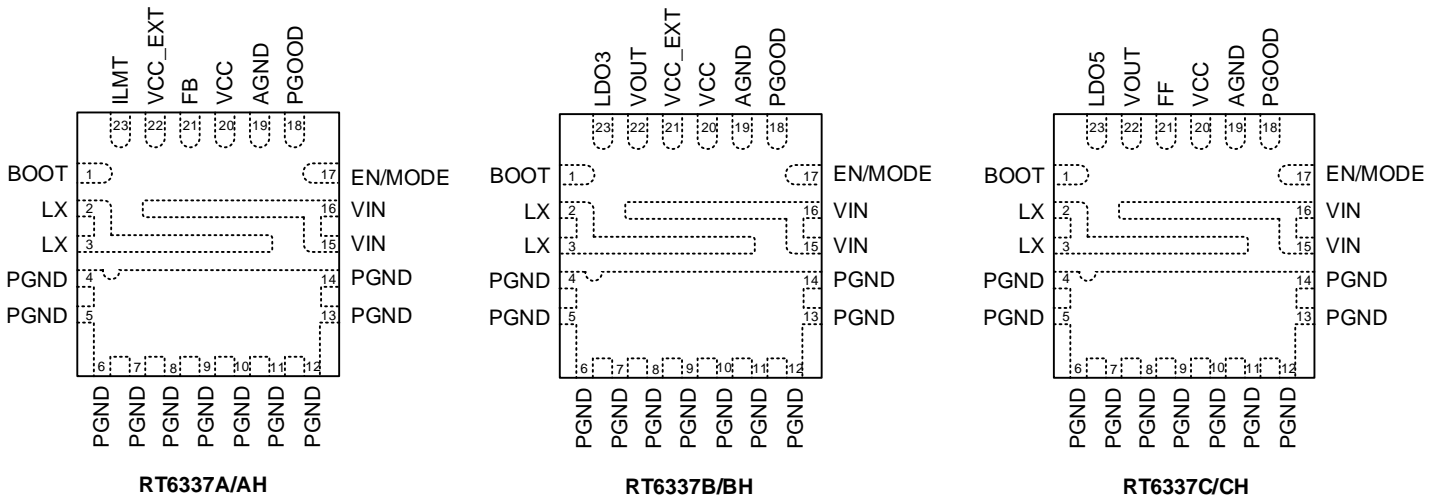 ILMT
VCC_EXT
FB
VCC
AGND
PGOOD
23 22 21 20 19 18
BOOT 1 17 EN/MODE
LX 2 16 VIN
LX 3 15 VIN
PGND 4 14 PGND
PGND 5 13 PGND
6 7 8 9 10 11 12
PGND
PGND
PGND
PGND
PGND
PGND
PGND
RT6337A/AH
LDO3
VOUT
VCC_EXT
VCC
AGND
PGOOD
23 22 21 20 19 18
BOOT 1 17 EN/MODE
LX 2 16 VIN
LX 3 15 VIN
PGND 4 14 PGND
PGND 5 13 PGND
6 7 8 9 10 11 12
PGND
PGND
PGND
PGND
PGND
PGND
PGND
RT6337B/BH
LDO5
VOUT
FF
VCC
AGND
PGOOD
23 22 21 20 19 18
BOOT 1 17 EN/MODE
LX 2 16 VIN
LX 3 15 VIN
PGND 4 14 PGND
PGND 5 13 PGND
6 7 8 9 10 11 12
PGND
PGND
PGND
PGND
PGND
PGND
PGND
RT6337C/CH